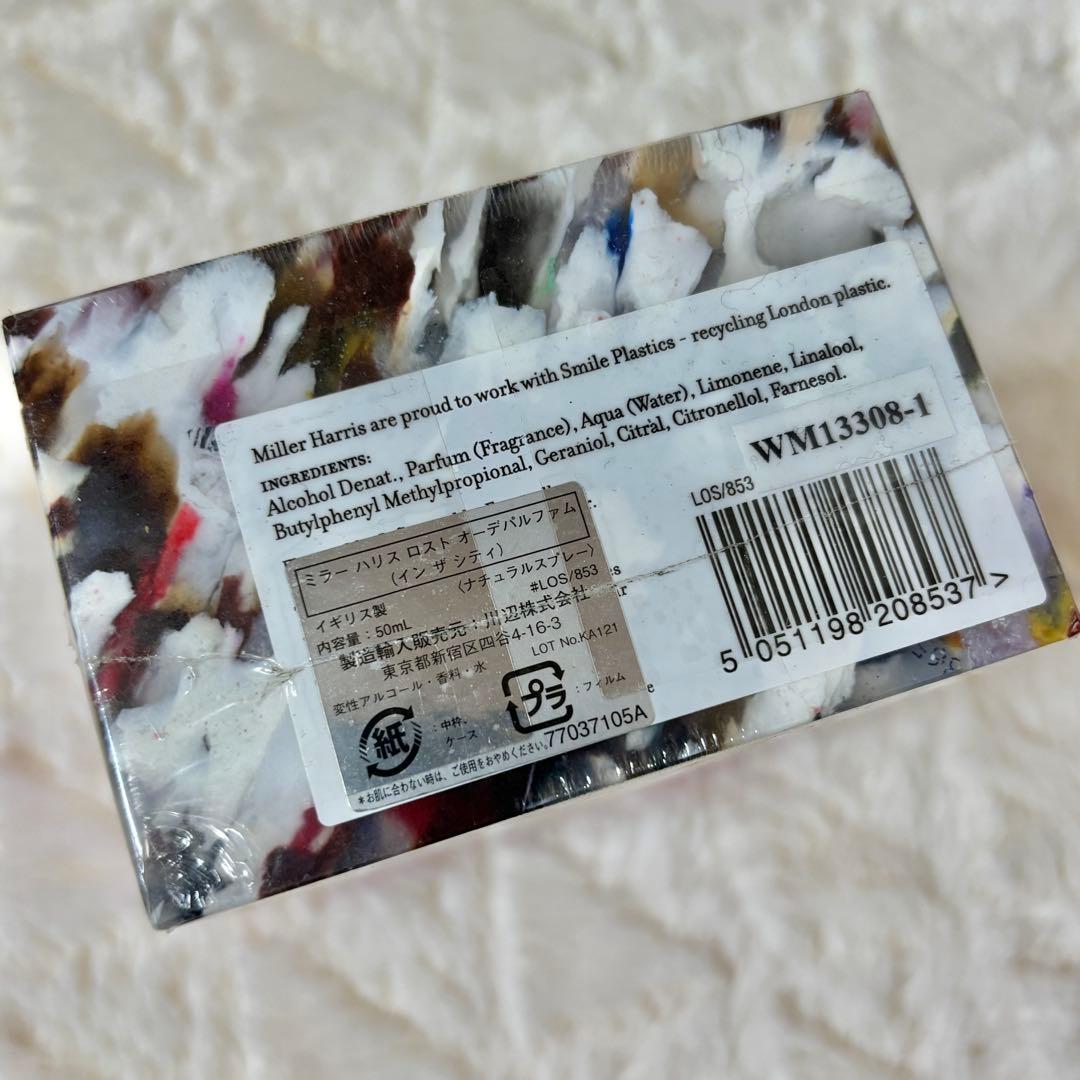 Miller Harris are proud to work with Smile Plastics - recycling London plastic.
INGREDIENTS:
Alcohol Denat., Parfum (Fragrance), Aqua (Water), Limonene, Linalool,
Butylphenyl Methylpropional, Geraniol, Citral, Citronellol, Farnesol.
WM13308-1
LOS/853
5 051198 208537 >
ミラー ハリス ロスト オーデパルファム
(イン ザ シティ)
〈ナチュラルスプレー〉
イギリス製
#LOS/853
内容量:50mL
製造輸入販売元:川辺株式会社
東京都新宿区四谷4-16-3
LOT No.KA121
変性アルコール・香料・水
紙
:中枠、
ケース
プラ
:フィルム
77037105A
*お肌に合わない時は、ご使用をおやめください。